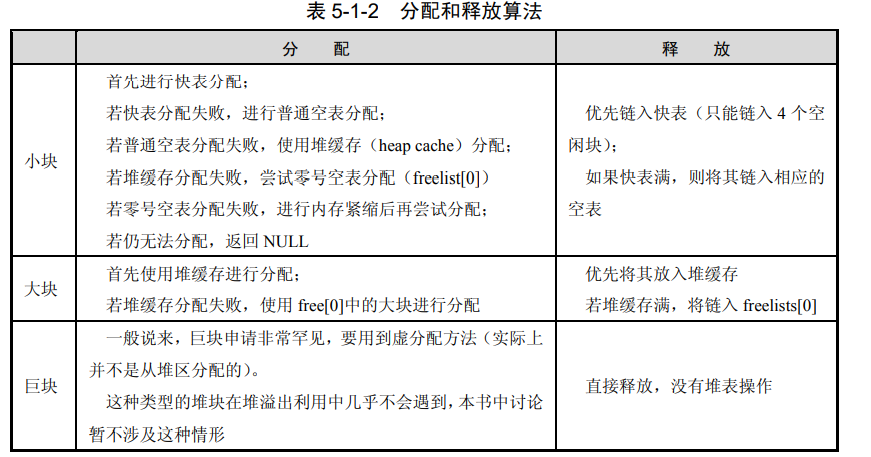 表 5-1-2 分配和释放算法
分 配
释 放
小块
首先进行快表分配；
若快表分配失败，进行普通空表分配；
若普通空表分配失败，使用堆缓存（heap cache）分配；
若堆缓存分配失败，尝试零号空表分配（freelist[0]）
若零号空表分配失败，进行内存紧缩后再尝试分配；
若仍无法分配，返回 NULL
优先链入快表（只能链入 4 个空
闲块）；
如果快表满，则将其链入相应的
空表
大块
首先使用堆缓存进行分配；
若堆缓存分配失败，使用 free[0]中的大块进行分配
优先将其放入堆缓存
若堆缓存满，将链入 freelists[0]
巨块
一般说来，巨块申请非常罕见，要用到虚分配方法（实际上
并不是从堆区分配的）。
这种类型的堆块在堆溢出利用中几乎不会遇到，本书中讨论
暂不涉及这种情形
直接释放，没有堆表操作